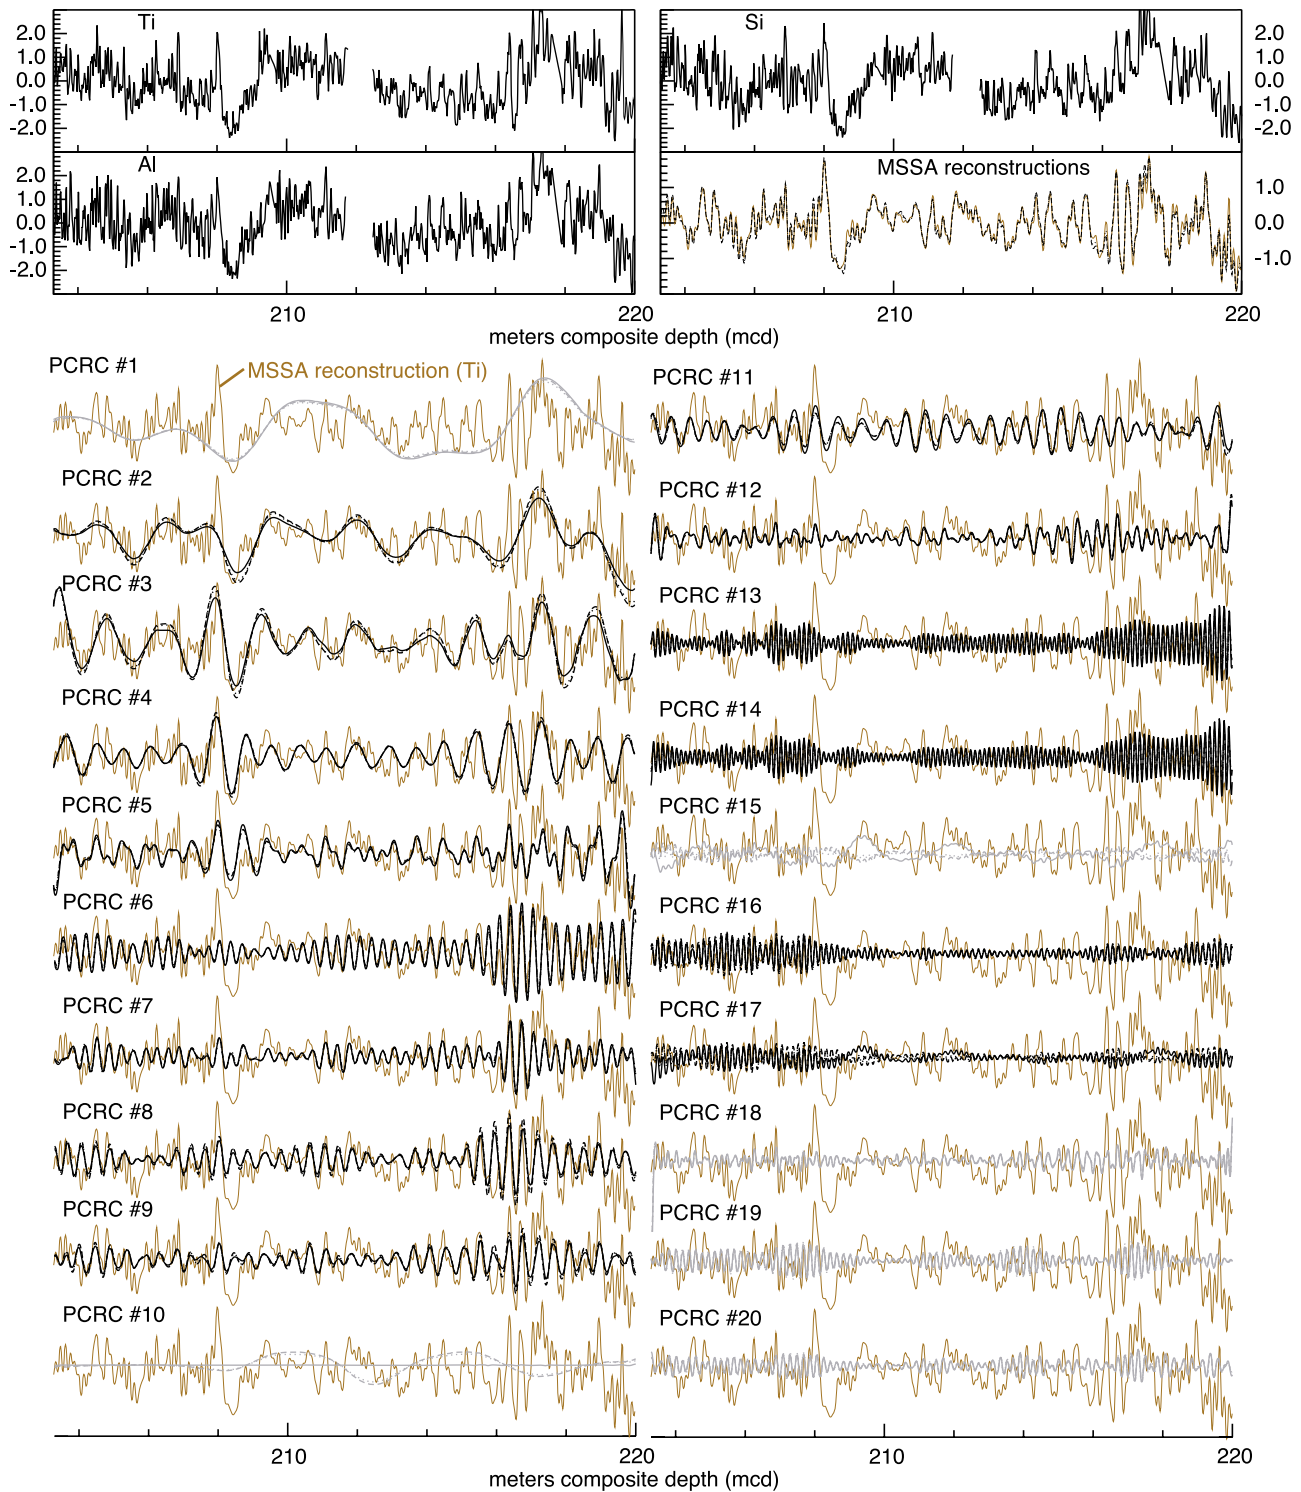 Ti
2.0
1.0
0.0
-1.0
-2.0
Al
2.0
1.0
0.0
-1.0
-2.0
Si
2.0
1.0
0.0
-1.0
-2.0
MSSA reconstructions
1.0
0.0
-1.0
210
220
210
220
meters composite depth (mcd)
PCRC #1
MSSA reconstruction (Ti)
PCRC #2
PCRC #3
PCRC #4
PCRC #5
PCRC #6
PCRC #7
PCRC #8
PCRC #9
PCRC #10
PCRC #11
PCRC #12
PCRC #13
PCRC #14
PCRC #15
PCRC #16
PCRC #17
PCRC #18
PCRC #19
PCRC #20
210
220
210
220
meters composite depth (mcd)